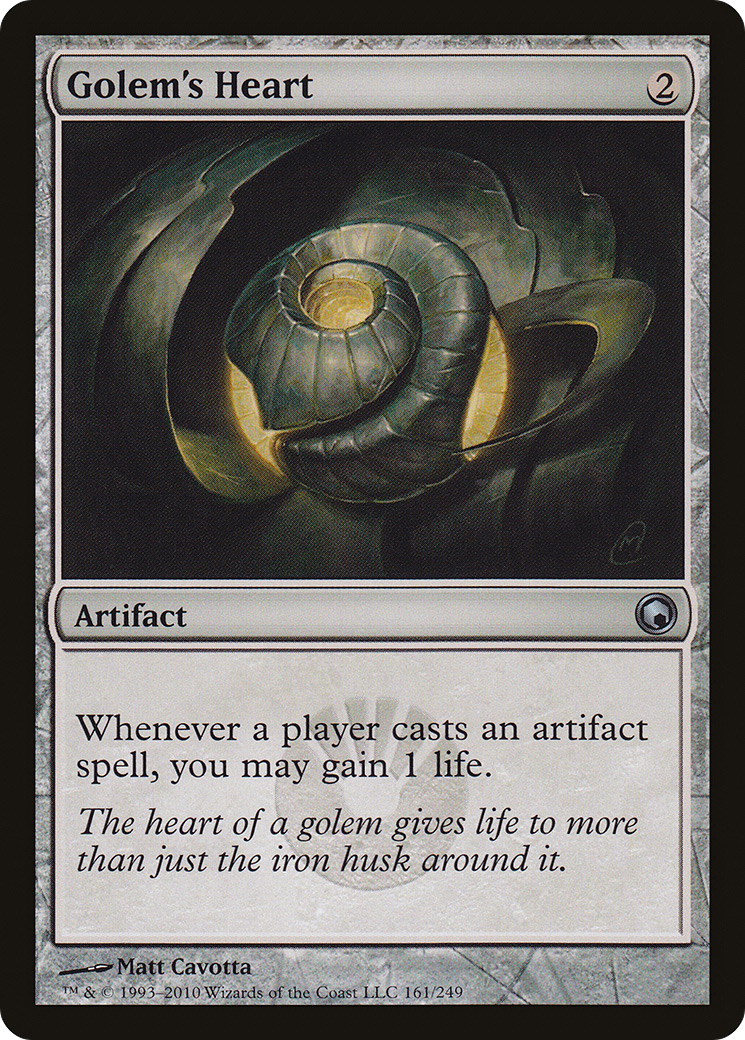 Golem's Heart 2
Artifact
Whenever a player casts an artifact
spell, you may gain 1 life.
The heart of a golem gives life to more
than just the iron husk around it.
Matt Cavotta
™ & © 1993–2010 Wizards of the Coast LLC 161/249